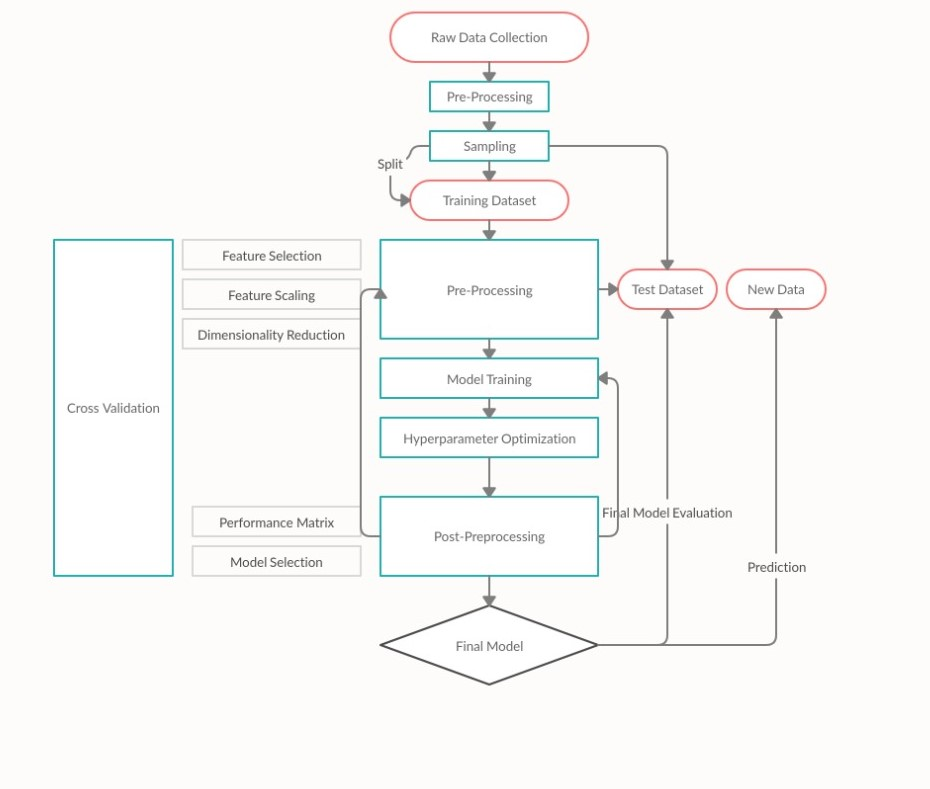 Raw Data Collection
Pre-Processing
Sampling
Split
Training Dataset
Feature Selection
Feature Scaling
Dimensionality Reduction
Pre-Processing
Test Dataset
New Data
Model Training
Cross Validation
Hyperparameter Optimization
Performance Matrix
Model Selection
Post-Preprocessing
Final Model Evaluation
Prediction
Final Model